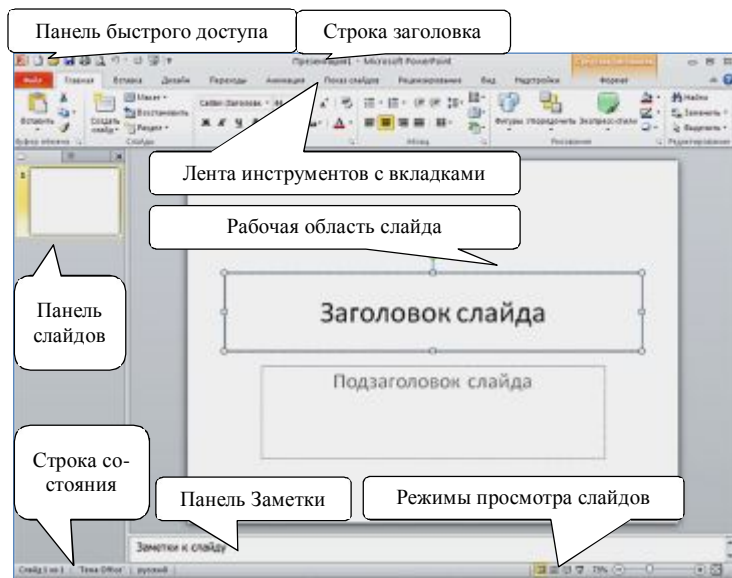 Панель быстрого доступа
Строка заголовка
Презентация1 - Microsoft PowerPoint
Файл Главная Вставка Дизайн Переходы Анимация Показ слайдов Рецензирование Вид Надстройки Формат
Вставить
Создать слайд
Макет
Восстановить
Раздел
Фигуры Упорядочить Экспресс-стили
Найти
Заменить
Выделить
Буфер обмена Слайды Абзац Рисование Редактирование
Лента инструментов с вкладками
Рабочая область слайда
1
Панель
слайдов
Заголовок слайда
Подзаголовок слайда
Строка со-
стояния
Панель Заметки
Режимы просмотра слайдов
Заметки к слайду
Слайд 1 из 1 Тема Office русский 75%